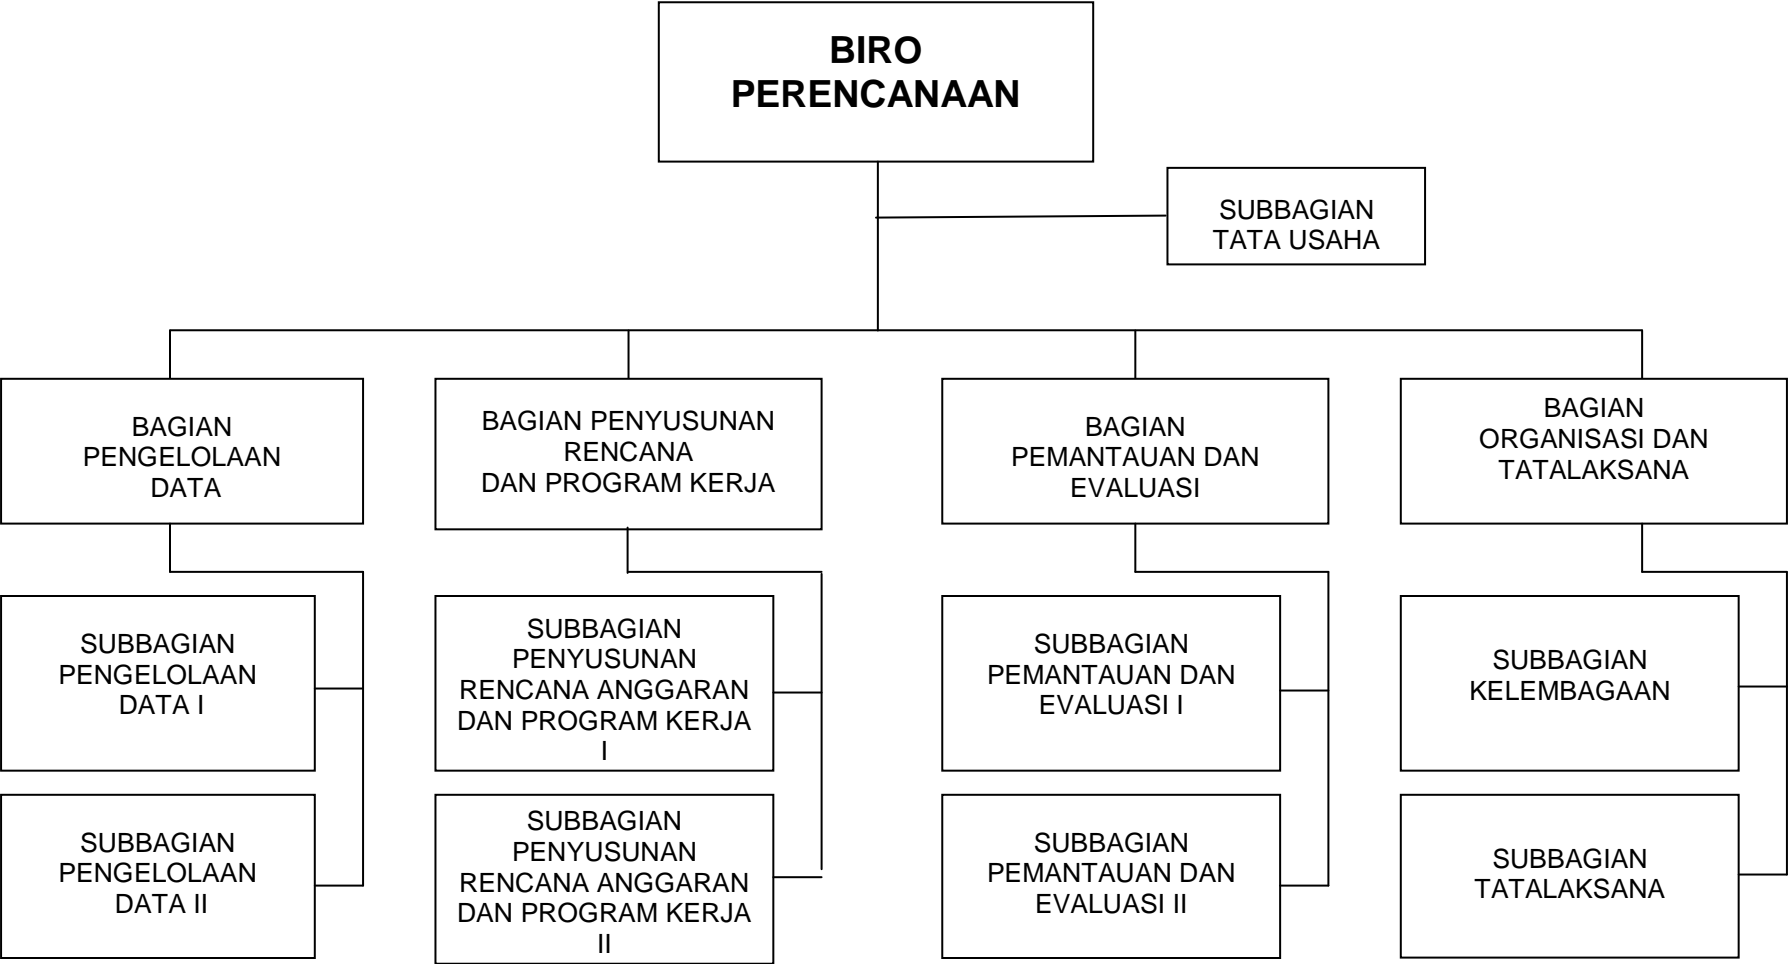 BIRO
PERENCANAAN
SUBBAGIAN
TATA USAHA
BAGIAN
PENGELOLAAN
DATA
BAGIAN PENYUSUNAN
RENCANA
DAN PROGRAM KERJA
BAGIAN
PEMANTAUAN DAN
EVALUASI
BAGIAN
ORGANISASI DAN
TATALAKSANA
SUBBAGIAN
PENGELOLAAN
DATA I
SUBBAGIAN
PENYUSUNAN
RENCANA ANGGARAN
DAN PROGRAM KERJA
I
SUBBAGIAN
PEMANTAUAN DAN
EVALUASI I
SUBBAGIAN
KELEMBAGAAN
SUBBAGIAN
PENGELOLAAN
DATA II
SUBBAGIAN
PENYUSUNAN
RENCANA ANGGARAN
DAN PROGRAM KERJA
II
SUBBAGIAN
PEMANTAUAN DAN
EVALUASI II
SUBBAGIAN
TATALAKSANA